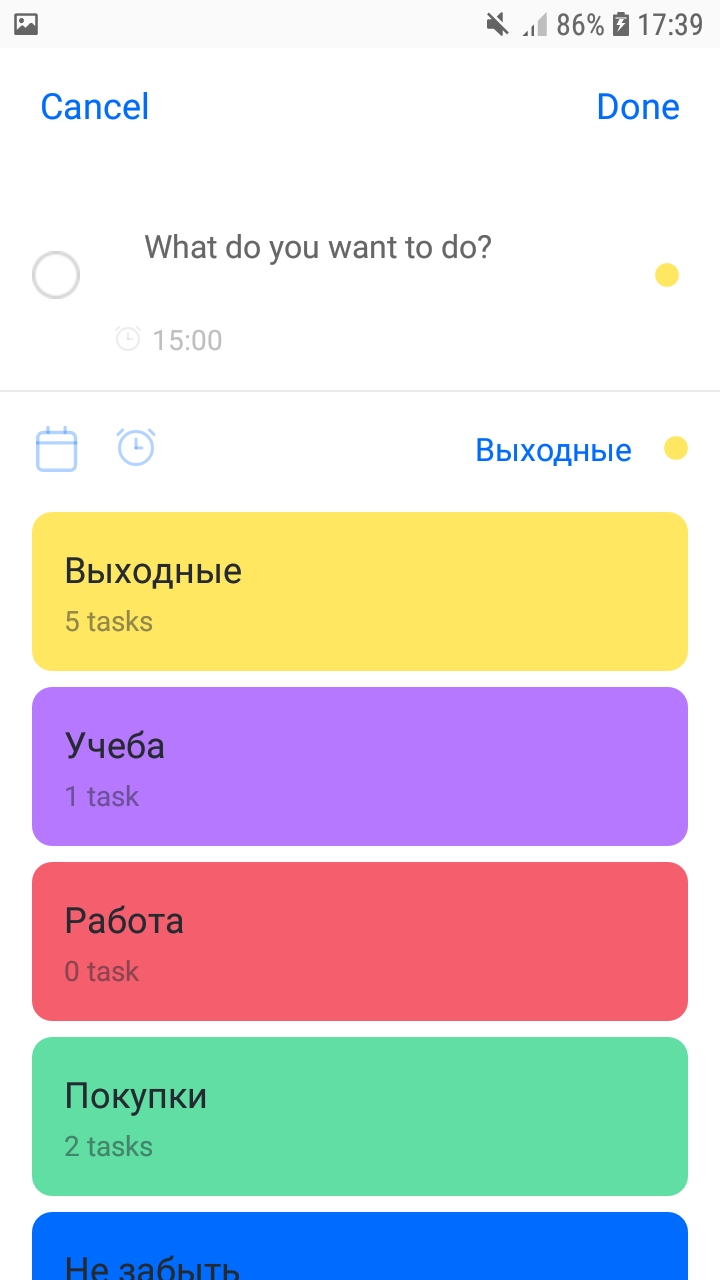 86% 17:39
Cancel Done
What do you want to do?
15:00
Выходные
Выходные
5 tasks
Учеба
1 task
Работа
0 task
Покупки
2 tasks
Не забыть